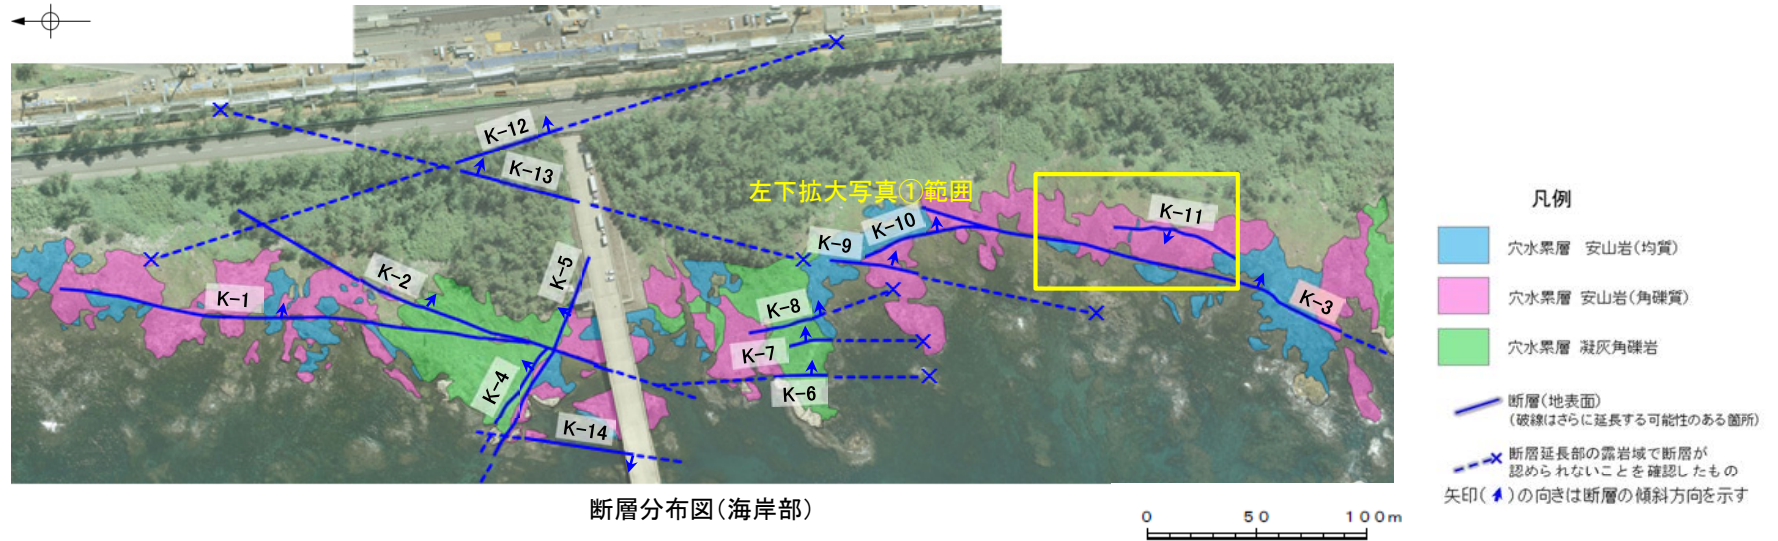 K-12
K-13
左下拡大写真①範囲
K-11
K-10
K-9
K-5
K-2
K-1
K-3
K-8
K-7
K-4
K-6
K-14
断層分布図(海岸部)
0 50 100m
凡例
穴水累層 安山岩(均質)
穴水累層 安山岩(角礫質)
穴水累層 凝灰角礫岩
断層(地表面)
(破線はさらに延長する可能性のある箇所)
断層延長部の露岩域で断層が
認められないことを確認したもの
矢印( )の向きは断層の傾斜方向を示す